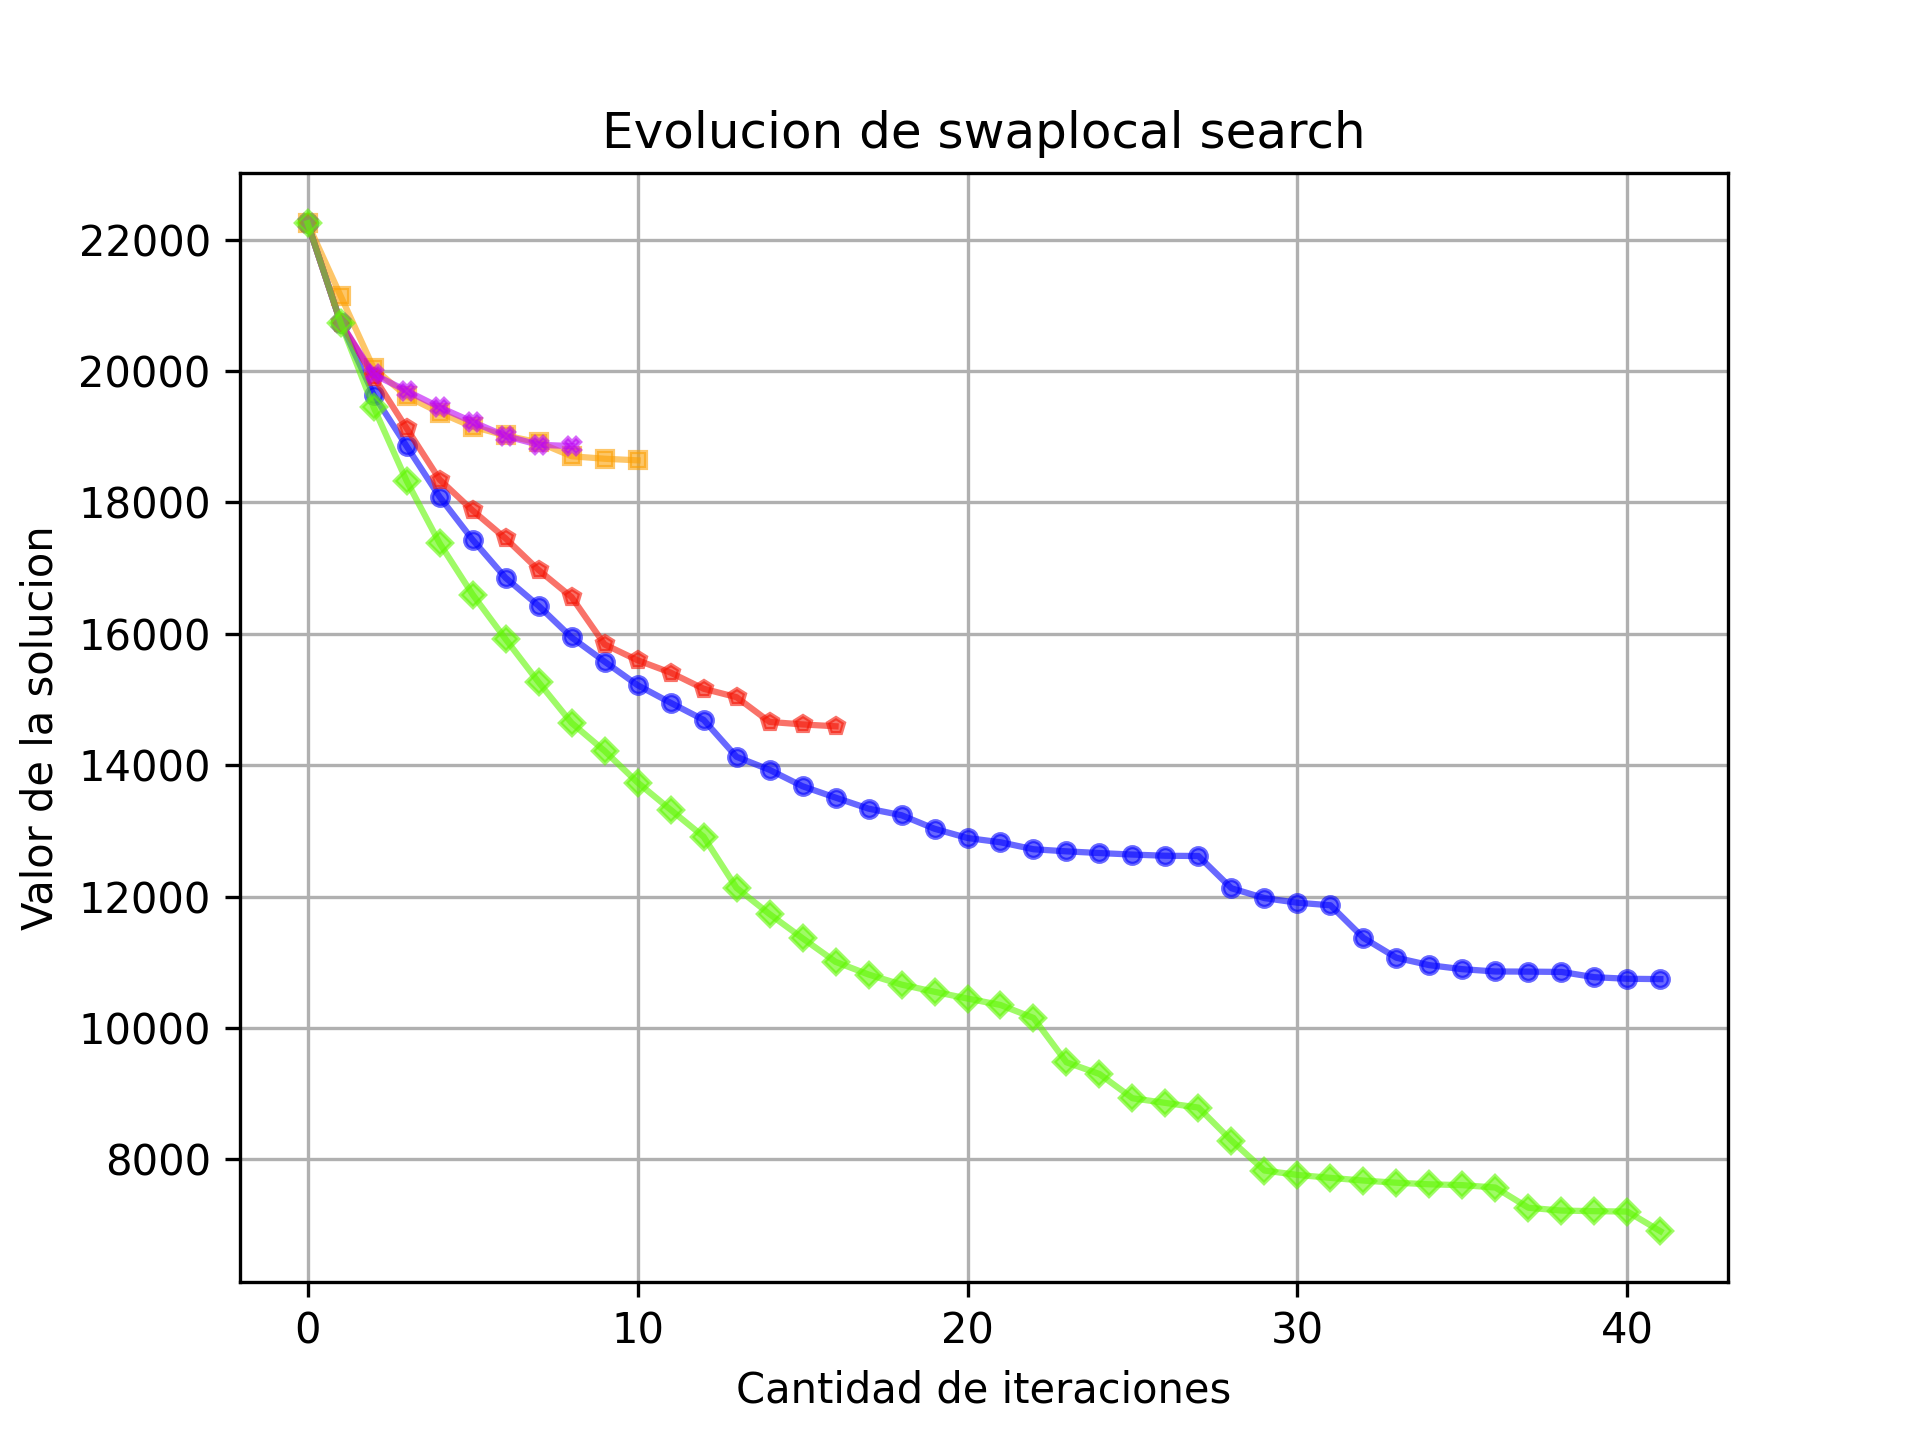 Evolucion de swaplocal search
Valor de la solucion
22000
20000
18000
16000
14000
12000
10000
8000
0 10 20 30 40
Cantidad de iteraciones